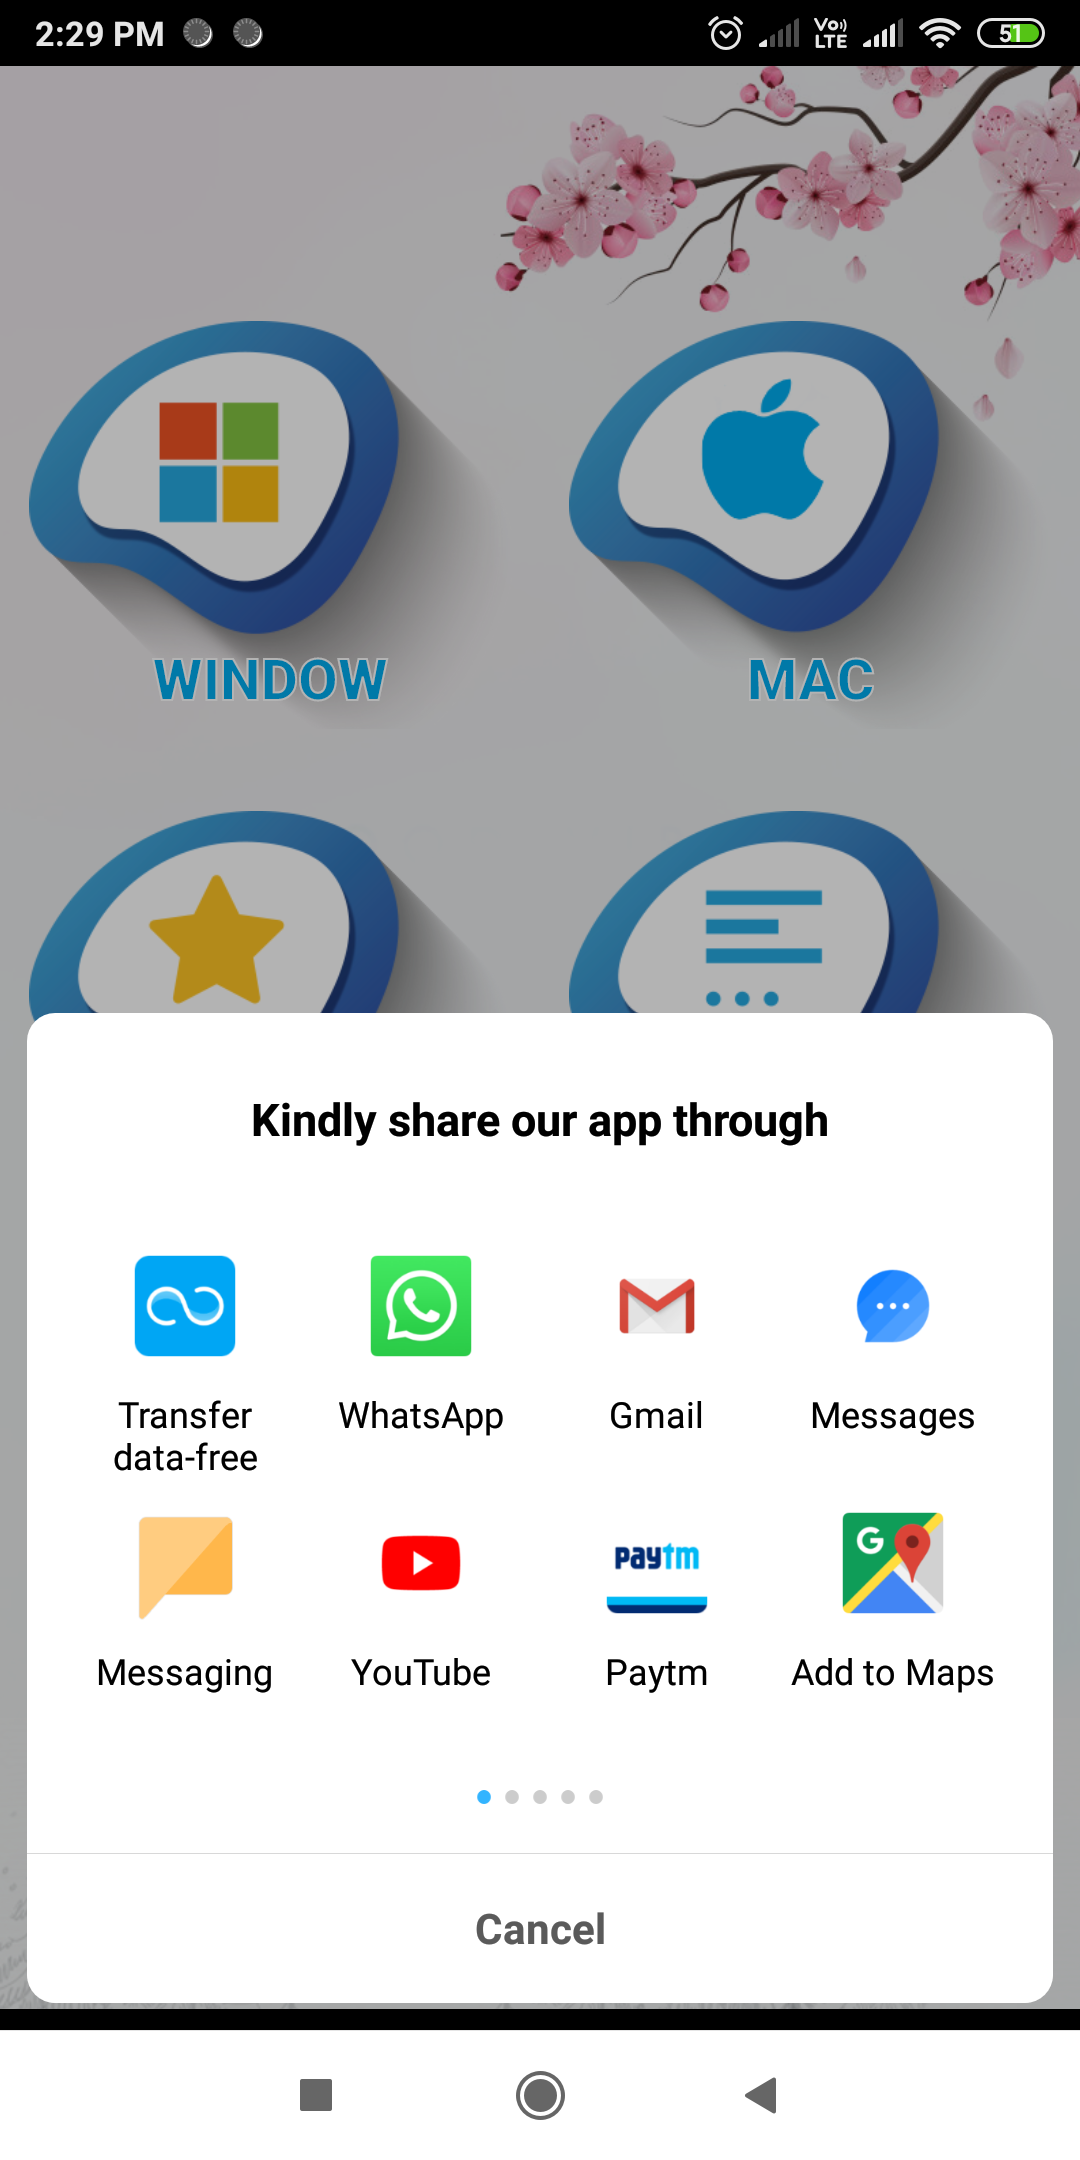 2:29 PM
Vo))
LTE
51
WINDOW
MAC
Kindly share our app through
Transfer
data-free
WhatsApp
Gmail
Messages
paytm
G
Messaging
YouTube
Paytm
Add to Maps
Cancel